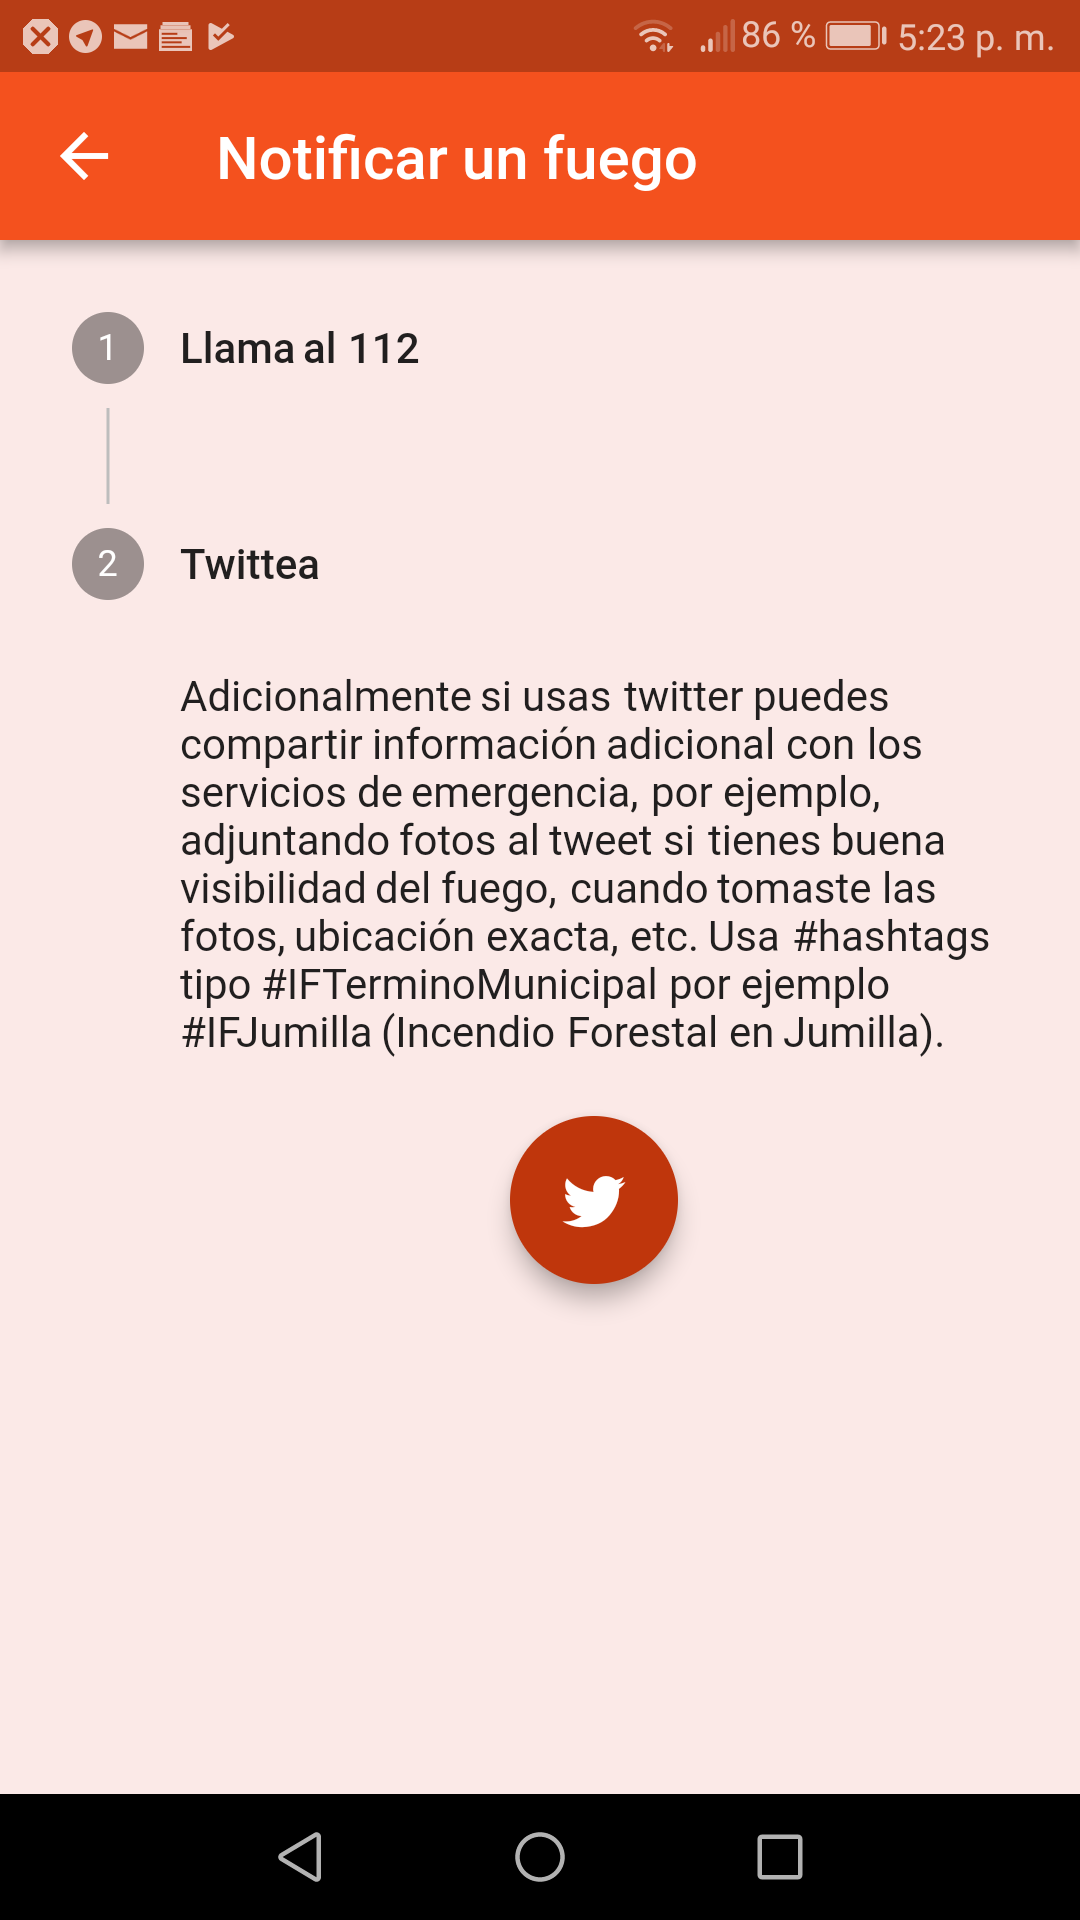 86 % 5:23 p. m.
Notificar un fuego
1 Llama al 112
2 Twittea
Adicionalmente si usas twitter puedes
compartir información adicional con los
servicios de emergencia, por ejemplo,
adjuntando fotos al tweet si tienes buena
visibilidad del fuego, cuando tomaste las
fotos, ubicación exacta, etc. Usa #hashtags
tipo #IFTerminoMunicipal por ejemplo
#IFJumilla (Incendio Forestal en Jumilla).